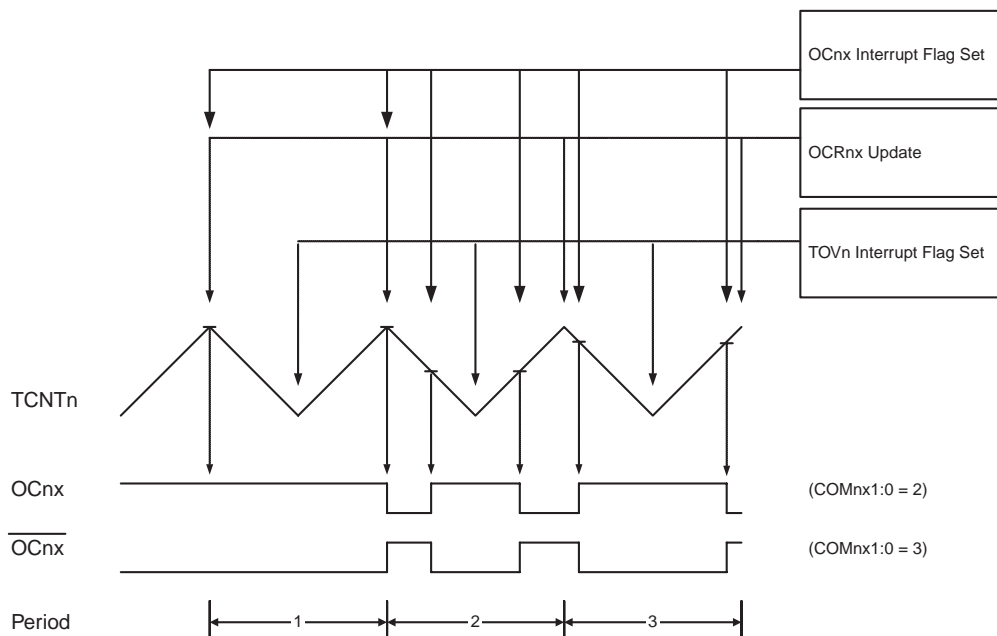 OCnx Interrupt Flag Set
OCRnx Update
TOVn Interrupt Flag Set
TCNTn
OCnx
(COMnx1:0 = 2)
OCnx
(COMnx1:0 = 3)
Period
1
2
3